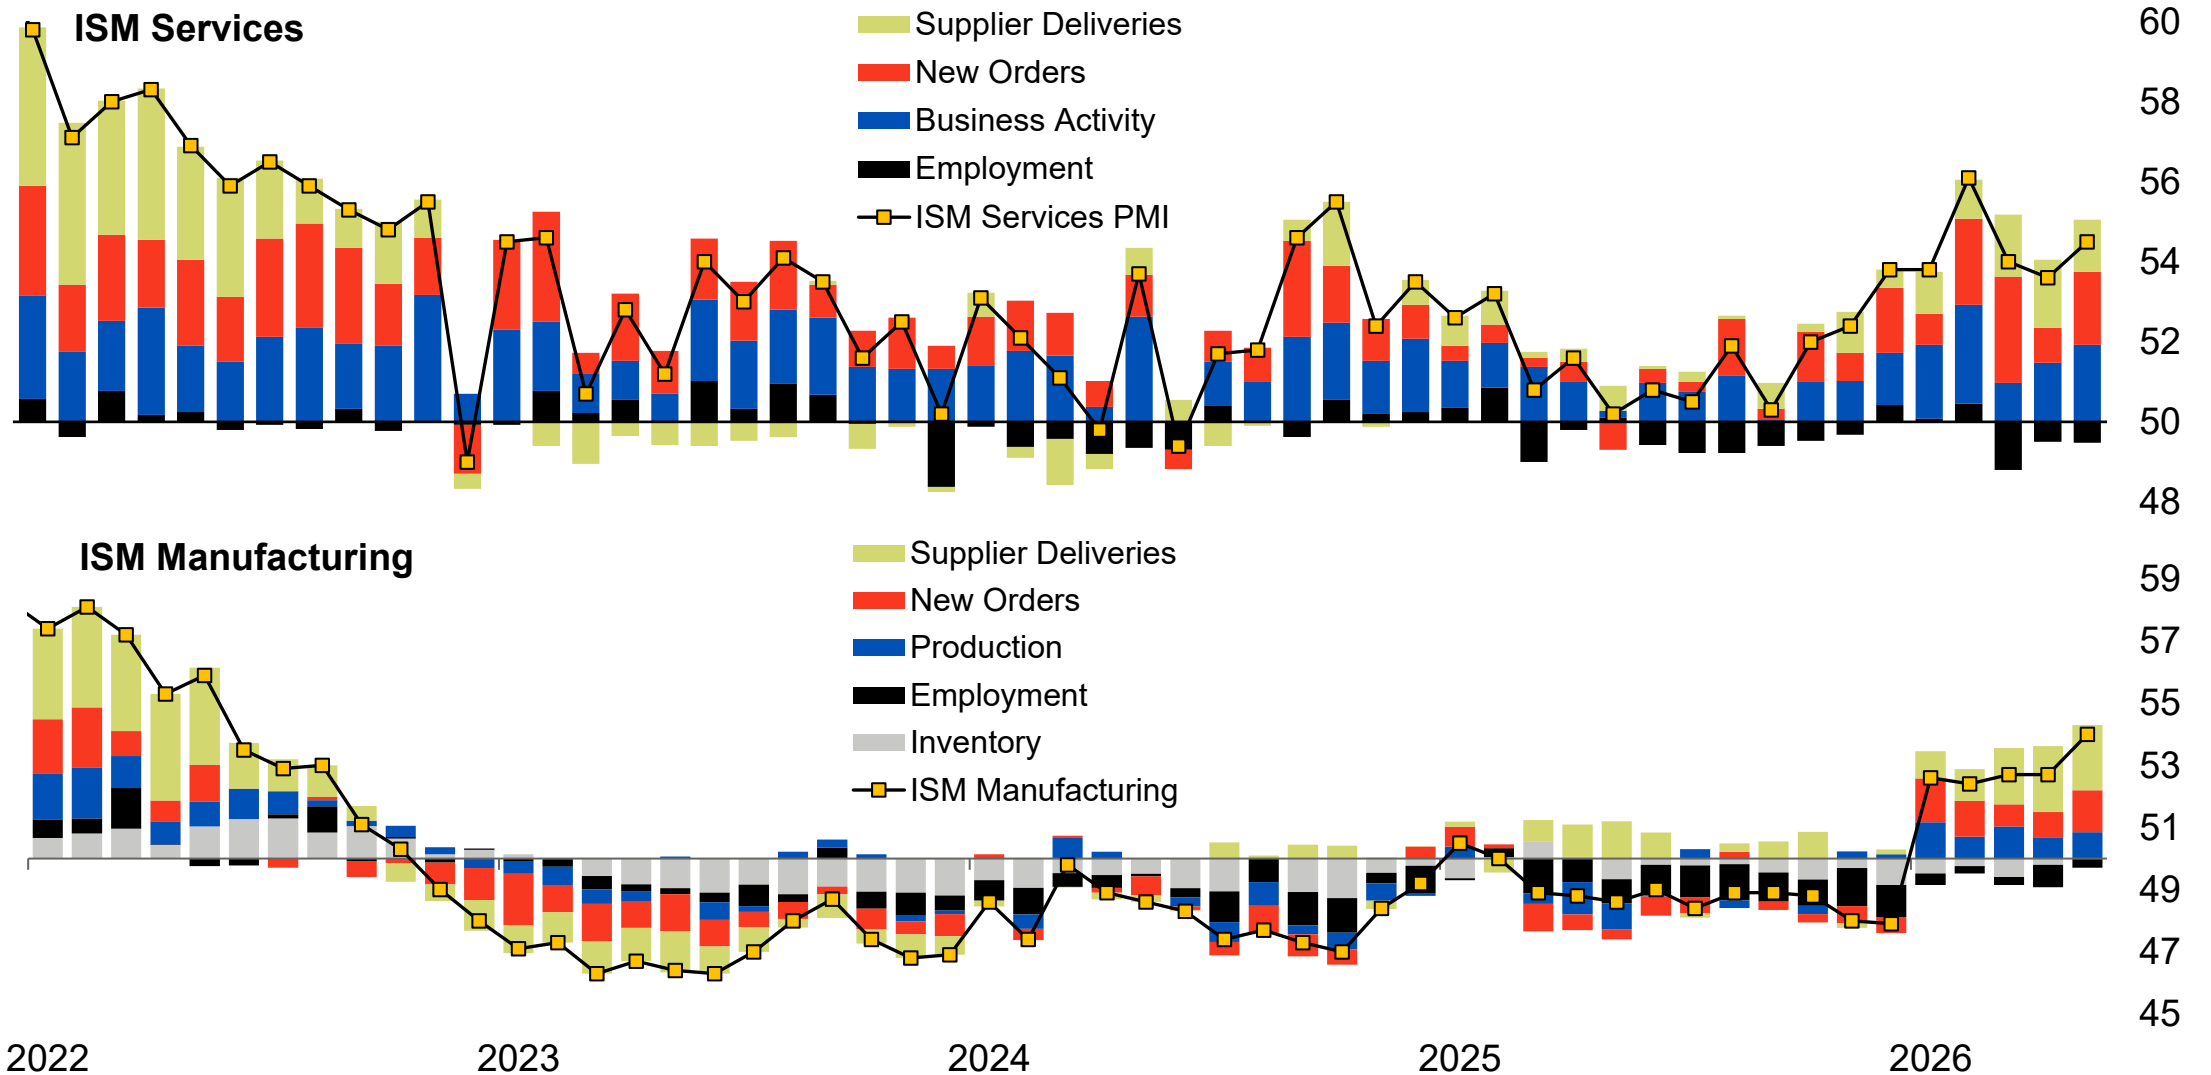 ISM Services
Supplier Deliveries
New Orders
Business Activity
Employment
ISM Services PMI
60
58
56
54
52
50
48
ISM Manufacturing
Supplier Deliveries
New Orders
Production
Employment
Inventory
ISM Manufacturing
59
57
55
53
51
49
47
45
2022
2023
2024
2025
2026